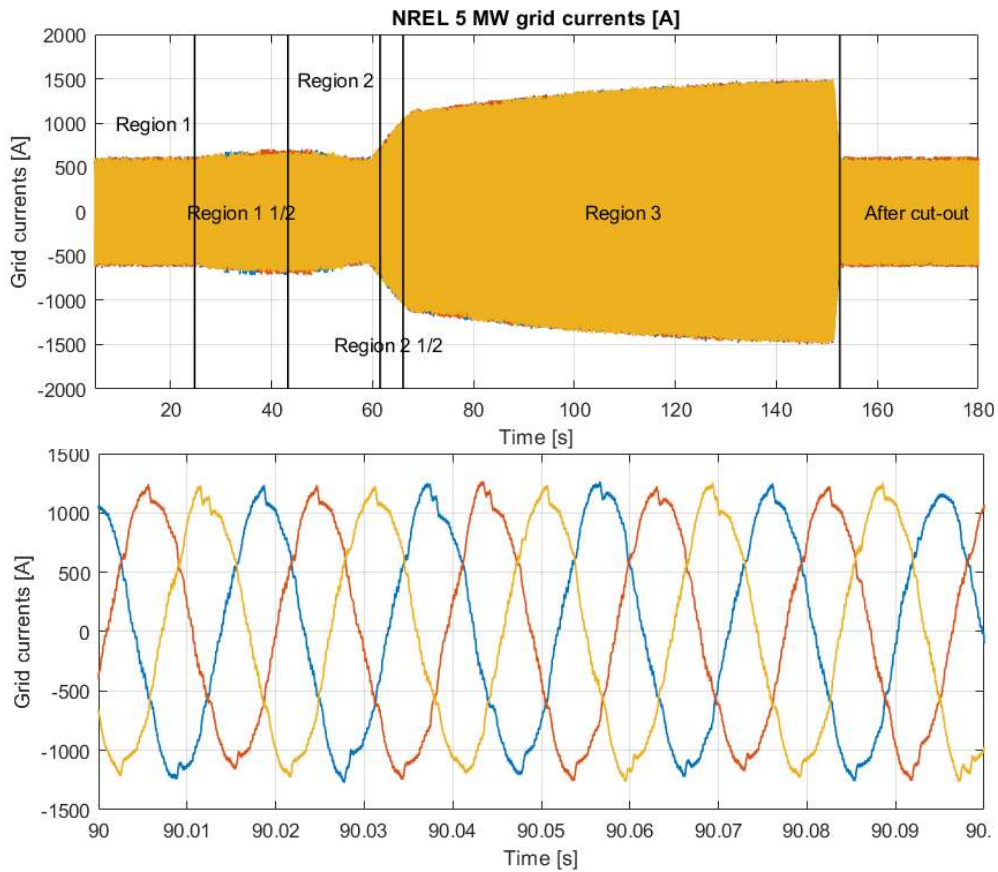 NREL 5 MW grid currents [A]
Grid currents [A]
2000
1500
1000
500
0
-500
-1000
-1500
-2000
Region 1
Region 1 1/2
Region 2
Region 2 1/2
Region 3
After cut-out
20 40 60 80 100 120 140 160 180
Time [s]
Grid currents [A]
1500
1000
500
0
-500
-1000
-1500
90 90.01 90.02 90.03 90.04 90.05 90.06 90.07 90.08 90.09 90.
Time [s]